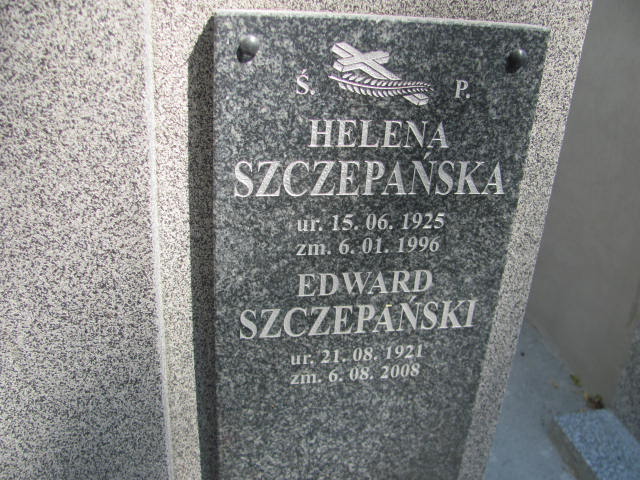 Ś. P.
HELENA
SZCZEPAŃSKA
ur. 15. 06. 1925
zm. 6. 01. 1996
EDWARD
SZCZEPAŃSKI
ur. 21. 08. 1921
zm. 6. 08. 2008